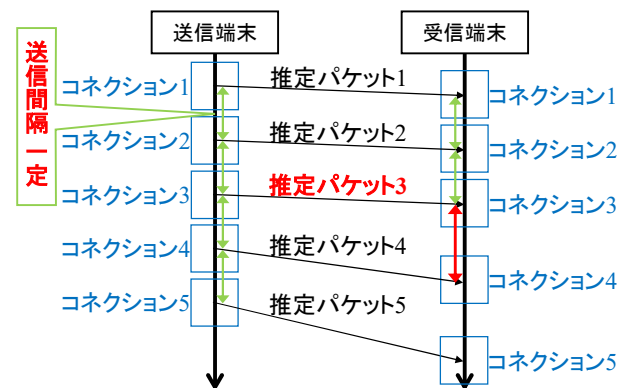 送信端末
受信端末
送信間隔一定
コネクション1
推定パケット1
コネクション1
コネクション2
推定パケット2
コネクション2
コネクション3
推定パケット3
コネクション3
コネクション4
推定パケット4
コネクション4
コネクション5
推定パケット5
コネクション5